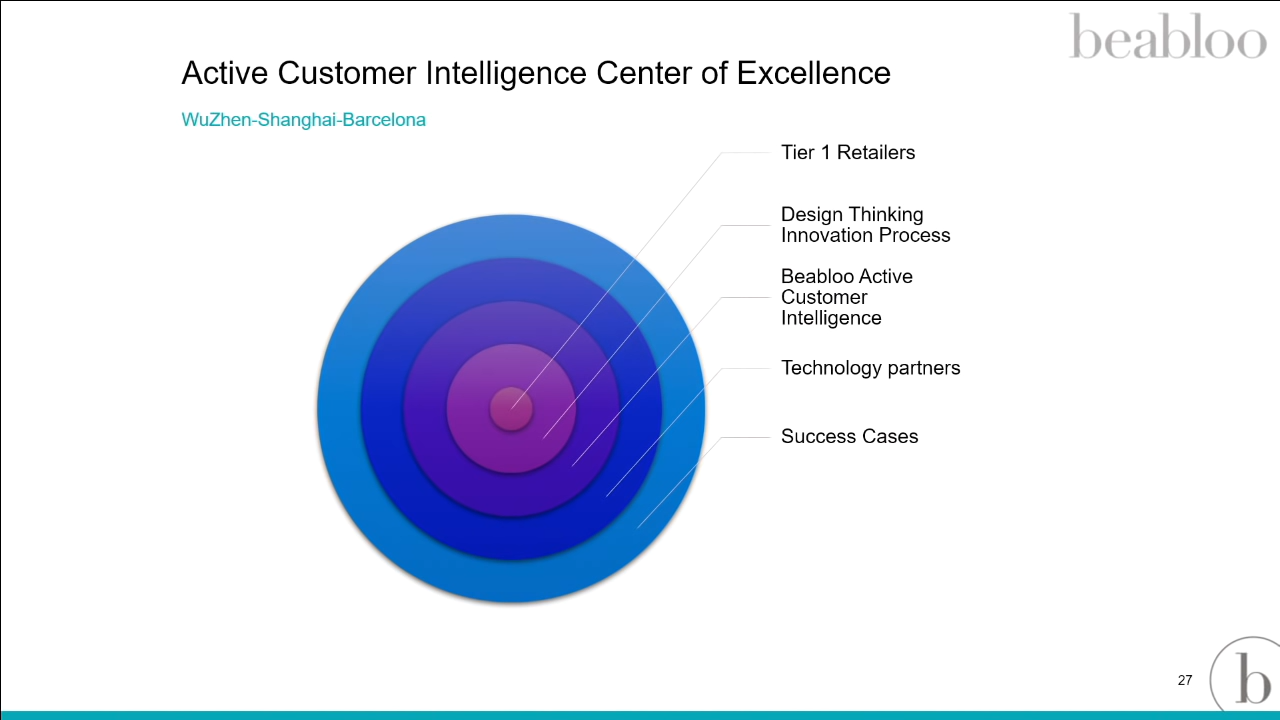 beabloo
Active Customer Intelligence Center of Excellence
WuZhen-Shanghai-Barcelona
Tier 1 Retailers
Design Thinking
Innovation Process
Beabloo Active
Customer
Intelligence
Technology partners
Success Cases
27
b